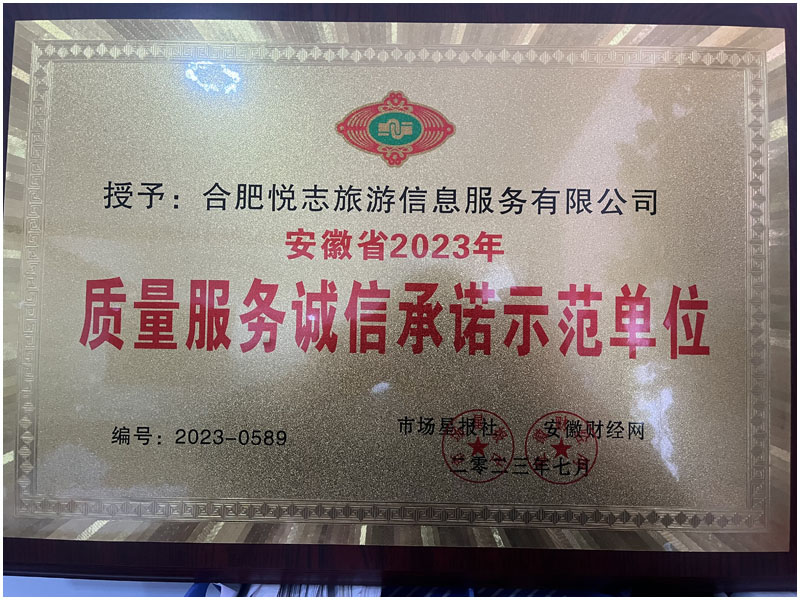 授予：合肥悦志旅游信息服务有限公司
安徽省2023年
质量服务诚信承诺示范单位
编号：2023-0589
市场星报社 安徽财经网
二零二三年七月